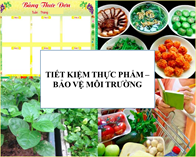 Bảng Thực Đơn
TIẾT KIỆM THỰC PHẨM –
BẢO VỆ MÔI TRƯỜNG